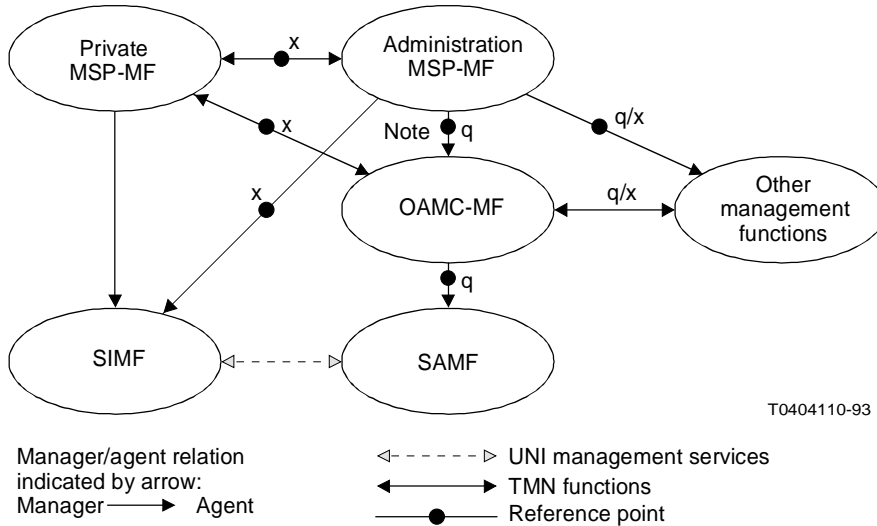 Private
MSP-MF
x
Administration
MSP-MF
x
Note
q
q/x
x
OAMC-MF
q/x
Other
management
functions
q
SIMF
SAMF
T0404110-93
Manager/agent relation
indicated by arrow:
Manager Agent
UNI management services
TMN functions
Reference point